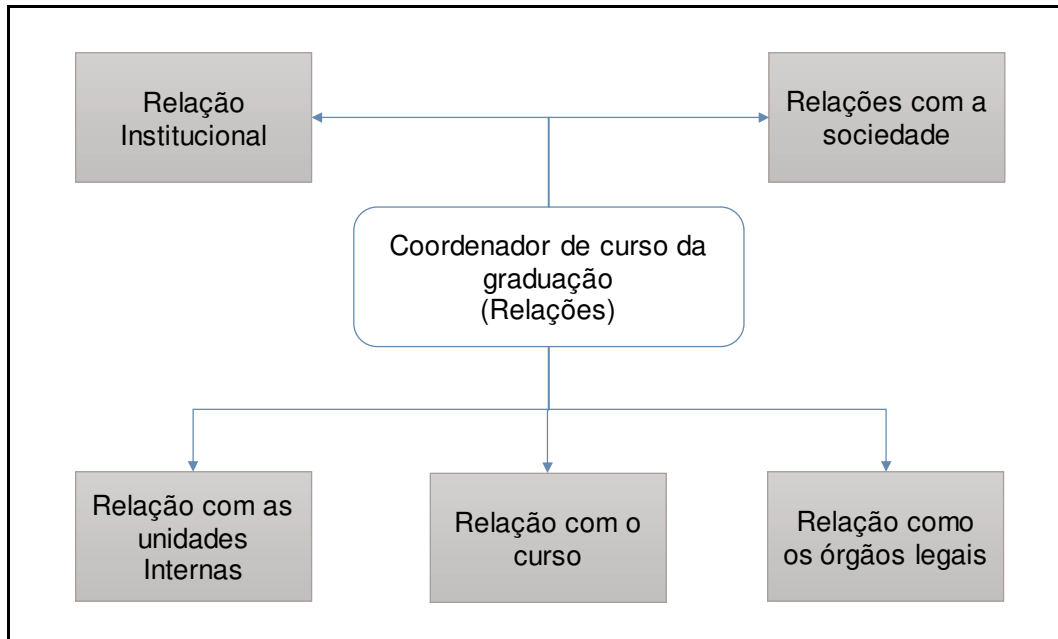 Relação
Institucional
Relações com a
sociedade
Coordenador de curso da
graduação
(Relações)
Relação com as
unidades
Internas
Relação com o
curso
Relação como
os órgãos legais